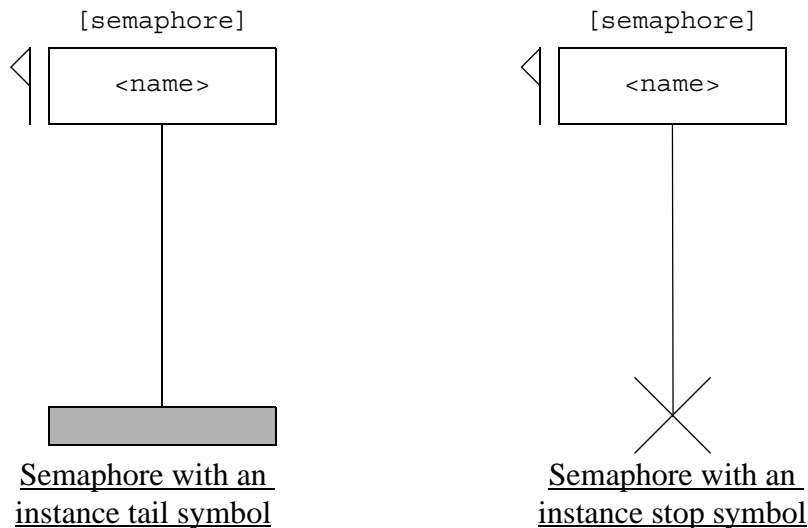 [semaphore]
<name>
Semaphore with an
instance tail symbol
[semaphore]
<name>
Semaphore with an
instance stop symbol